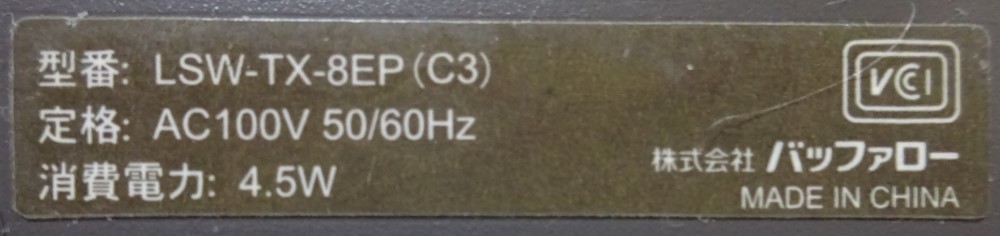 型番: LSW-TX-8EP(C3)
定格: AC100V 50/60Hz
消費電力: 4.5W
VCCI
株式会社 バッファロー
MADE IN CHINA